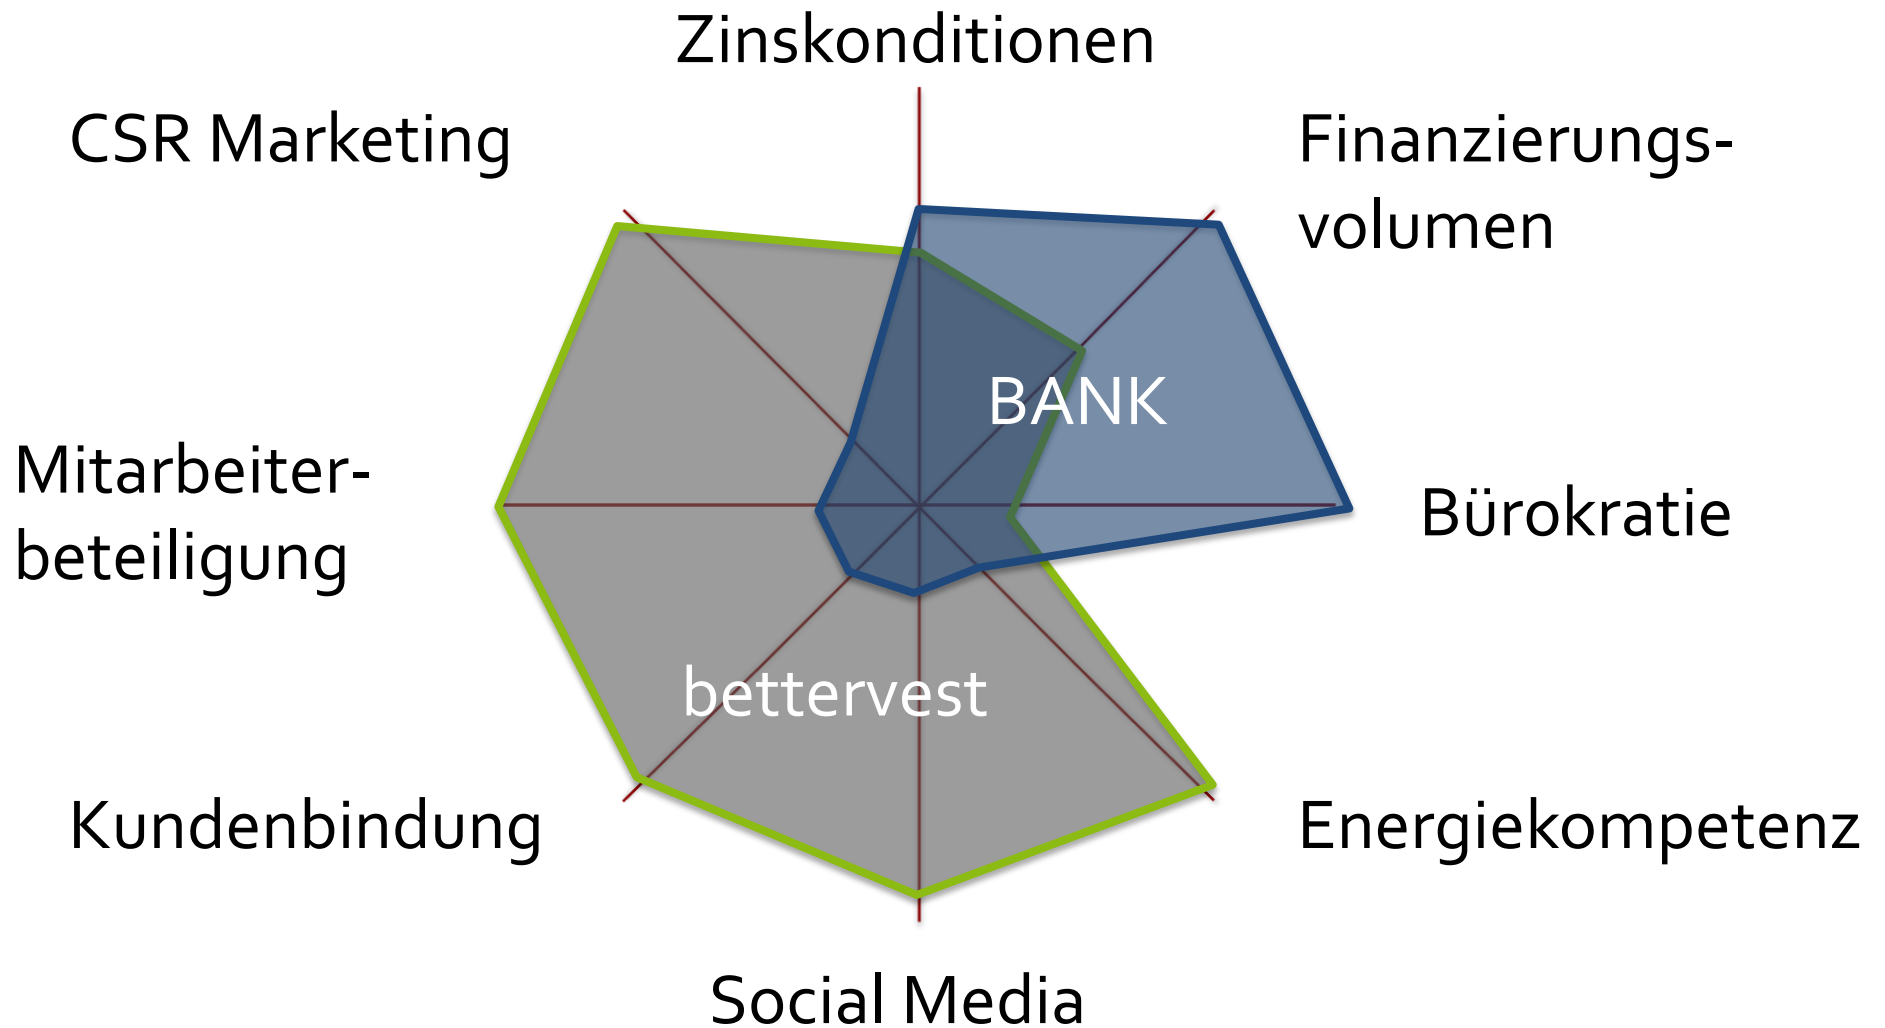 Zinskonditionen
CSR Marketing
Finanzierungs-
volumen
BANK
Mitarbeiter-
beteiligung
Bürokratie
bettervest
Kundenbindung
Energiekompetenz
Social Media